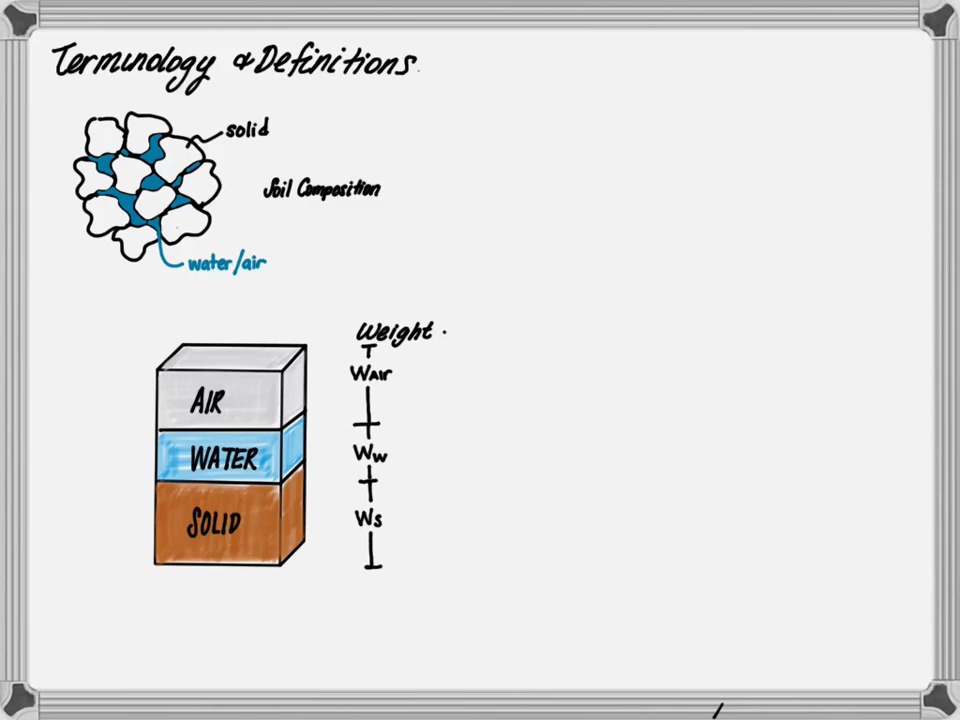 Terminology & Definitions
solid
Soil Composition
water/air
Weight
WAIR
AIR
Ww
WATER
Ws
SOLID